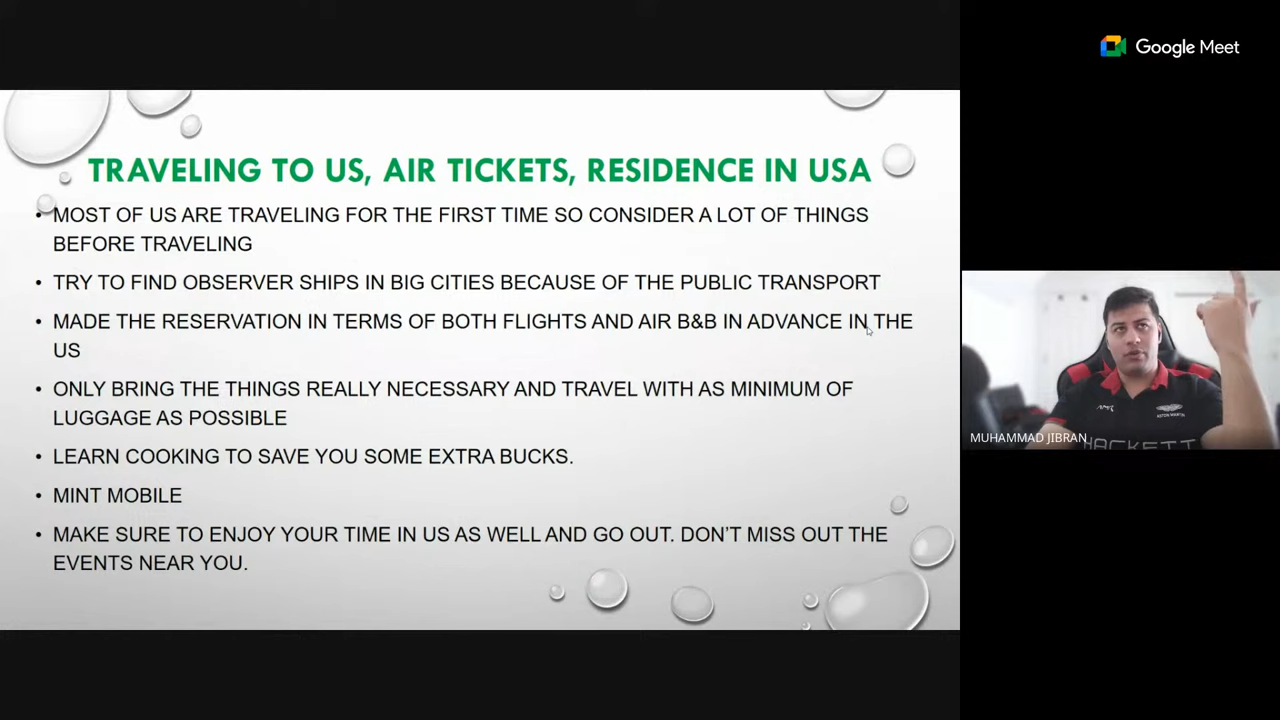 Google Meet
TRAVELING TO US, AIR TICKETS, RESIDENCE IN USA
• MOST OF US ARE TRAVELING FOR THE FIRST TIME SO CONSIDER A LOT OF THINGS
BEFORE TRAVELING
• TRY TO FIND OBSERVER SHIPS IN BIG CITIES BECAUSE OF THE PUBLIC TRANSPORT
• MADE THE RESERVATION IN TERMS OF BOTH FLIGHTS AND AIR B&B IN ADVANCE IN THE
US
• ONLY BRING THE THINGS REALLY NECESSARY AND TRAVEL WITH AS MINIMUM OF
LUGGAGE AS POSSIBLE
• LEARN COOKING TO SAVE YOU SOME EXTRA BUCKS.
• MINT MOBILE
• MAKE SURE TO ENJOY YOUR TIME IN US AS WELL AND GO OUT. DON'T MISS OUT THE
EVENTS NEAR YOU.
ASTON MARTIN
HACKETT
MUHAMMAD JIBRAN